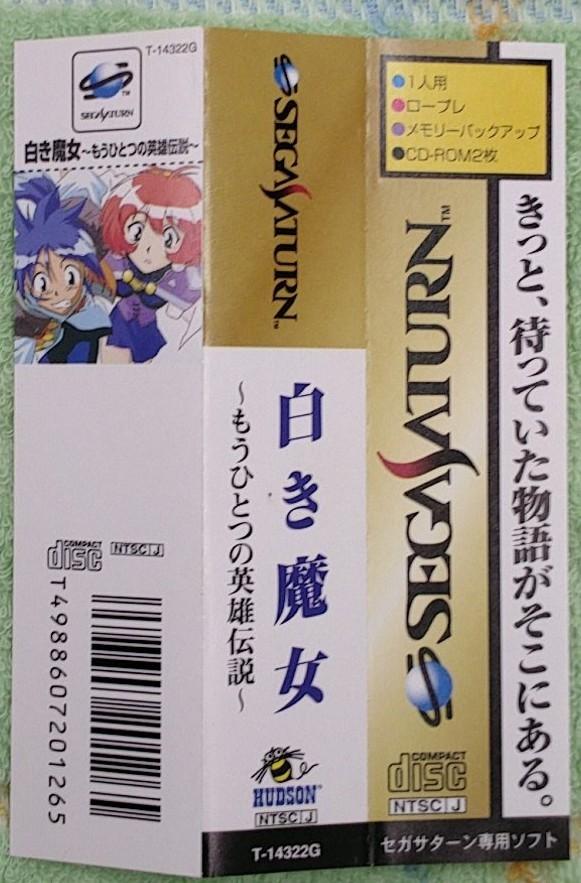 T-14322G
SEGA SATURN™
白き魔女～もうひとつの英雄伝説～
COMPACT
disc
NTSC J
T4988607201265
SEGA SATURN™
白き魔女
～もうひとつの英雄伝説～
HUDSON®
NTSC J
T-14322G
●1人用
●ロープレ
●メモリーバックアップ
●CD-ROM2枚
SEGA SATURN™
COMPACT
disc
NTSC J
セガサターン専用ソフト
きっと、待っていた物語がそこにある。